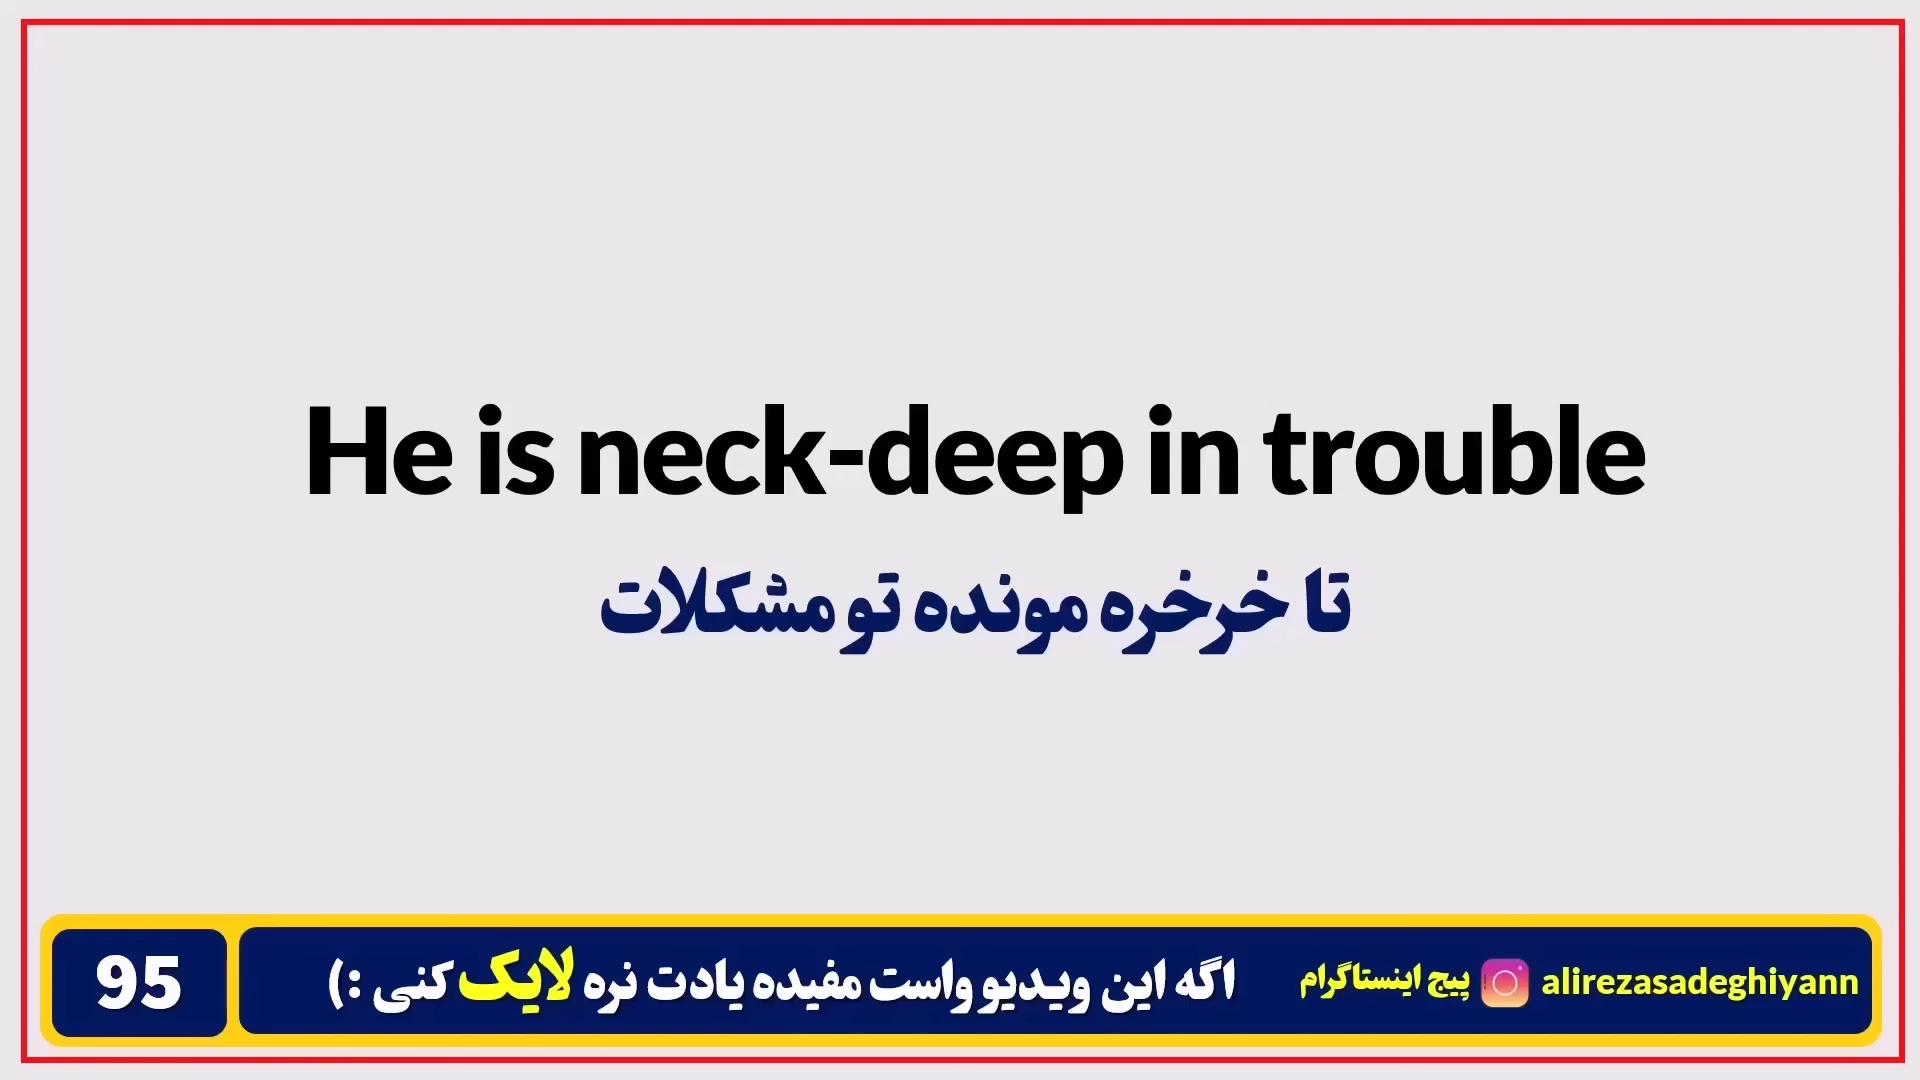 He is neck-deep in trouble
تا خرخره مونده تو مشکلات
95
اگه این ویدیو واست مفیده یادت نره لایک کنی :)
پیج اینستاگرام
alirezasadeghiyann